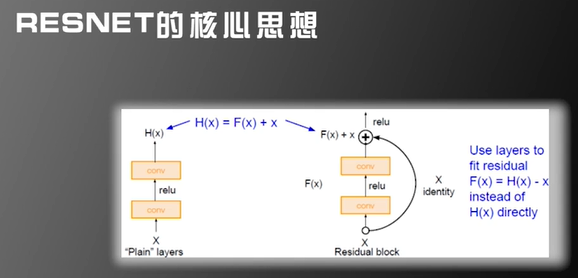 RESNET的核心思想
H(x) = F(x) + x
H(x)
conv
relu
conv
X
"Plain" layers
relu
F(x) + x
conv
F(x)
relu
conv
X
identity
X
Residual block
Use layers to
fit residual
F(x) = H(x) - x
instead of
H(x) directly